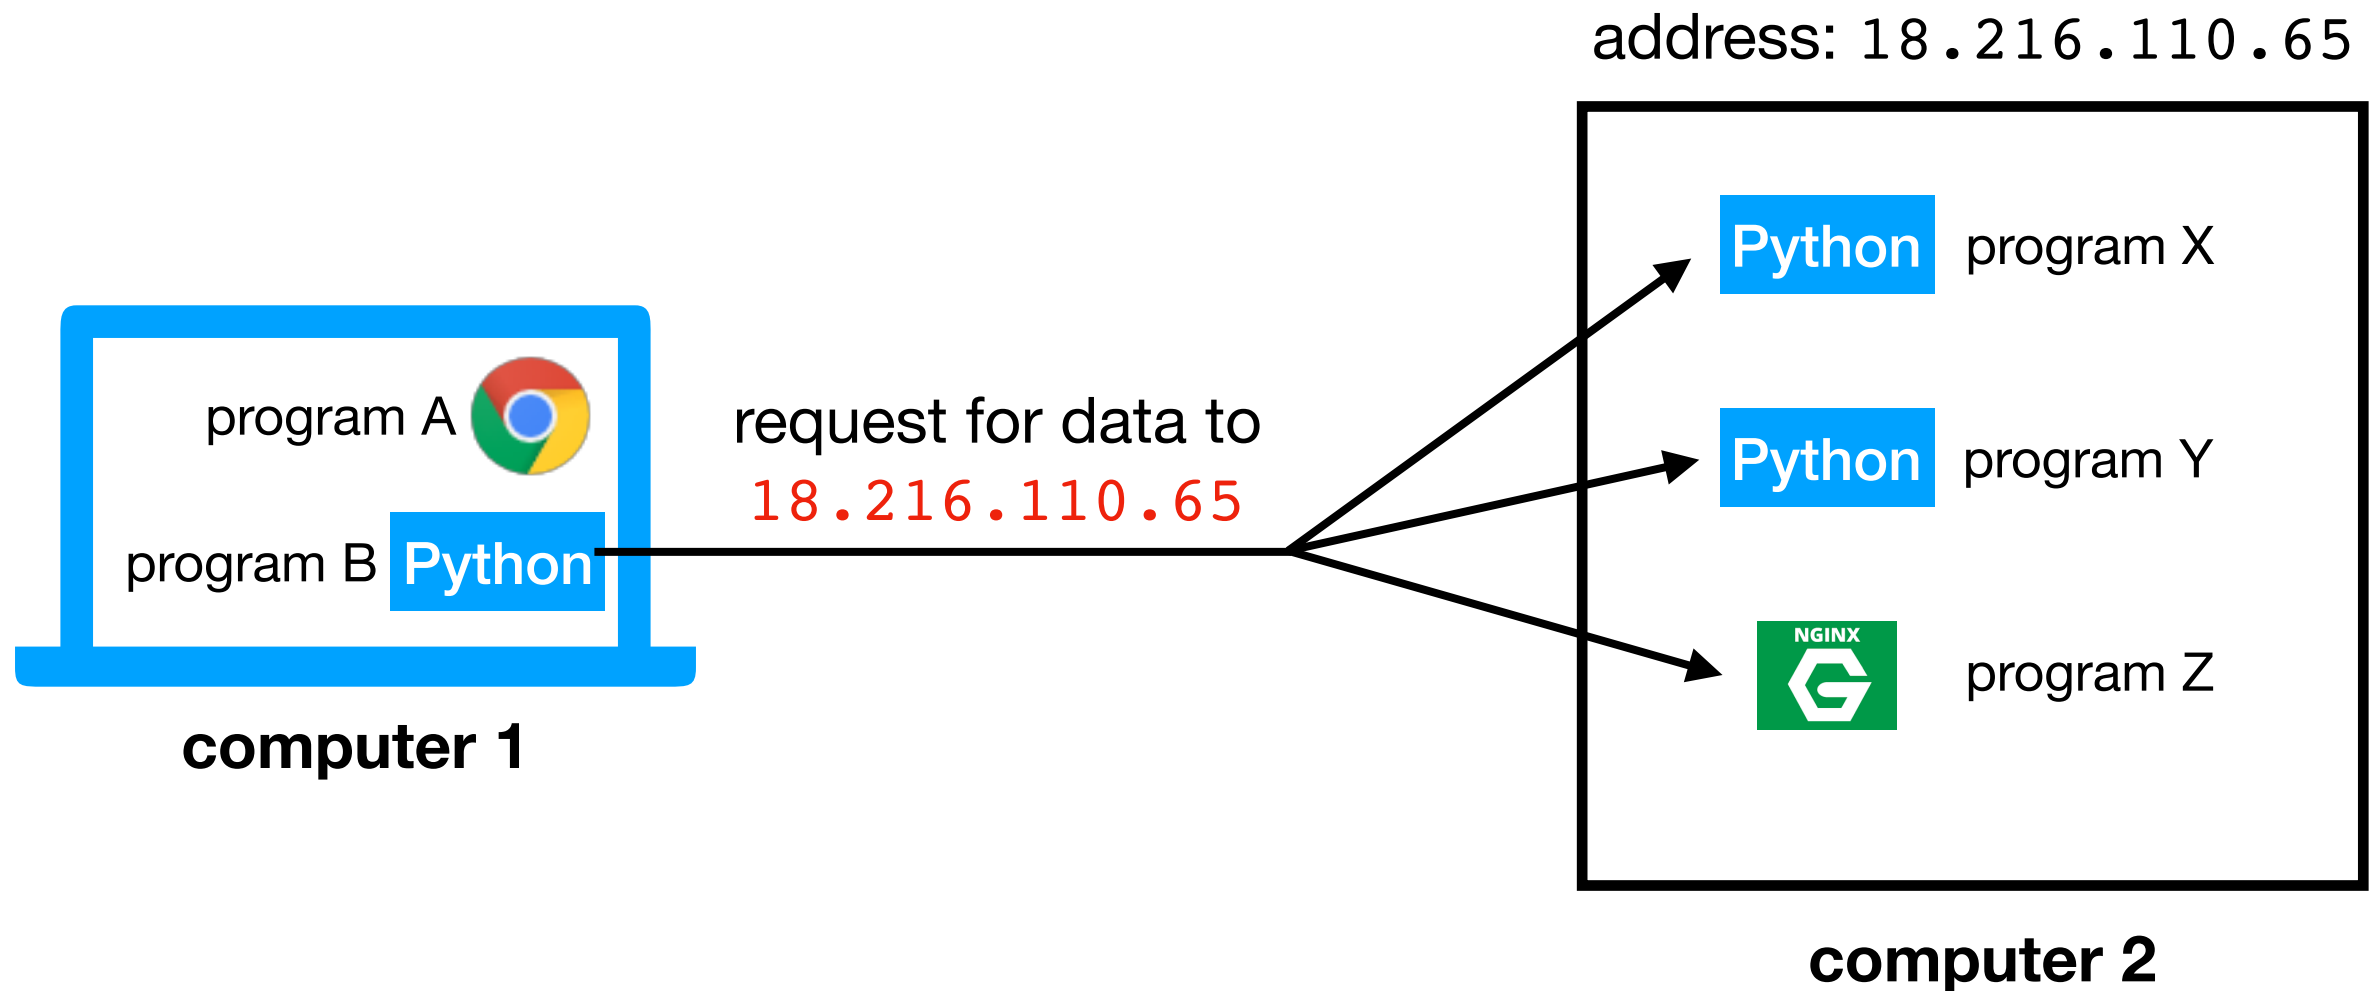 address: 18.216.110.65
Python program X
program A
request for data to
18.216.110.65
Python program Y
program B Python
NGINX
program Z
computer 1
computer 2